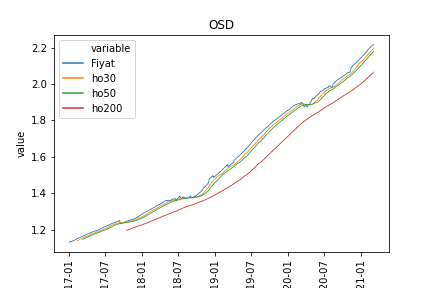 OSD
variable
Fiyat
ho30
ho50
ho200
value
2.2
2.0
1.8
1.6
1.4
1.2
17-01
17-07
18-01
18-07
19-01
19-07
20-01
20-07
21-01